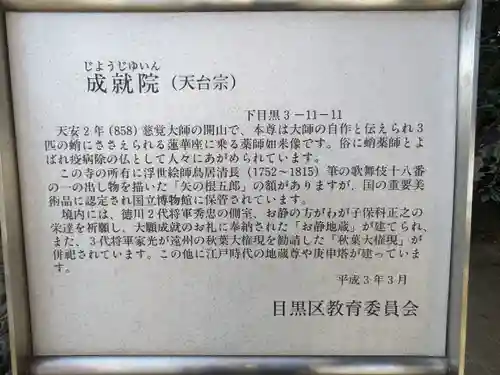 じようじゆいん
成就院（天台宗）
下目黒3－11－11
天安2年(858)慈覚大師の開山で、本尊は大師の自作と伝えられ3
匹の蛸にささえられる蓮華座に乗る薬師如来像です。俗に蛸薬師とよ
ばれ疫病除の仏として人々にあがめられています。
この寺の所有に浮世絵師鳥居清長(1752～1815)筆の歌舞伎十八番
の一の出し物を描いた「矢の根五郎」の額がありますが、国の重要美
術品に認定され国立博物館に保管されています。
境内には、徳川2代将軍秀忠の側室、お静の方がわが子保科正之の
栄達を祈願し、大願成就のお礼に奉納された「お静地蔵」が建てられ、
また、3代将軍家光が遠州の秋葉大権現を勧請した「秋葉大権現」が
併祀されています。この他に江戸時代の地蔵尊や庚申塔が建っていま
す。
平成3年3月
目黒区教育委員会